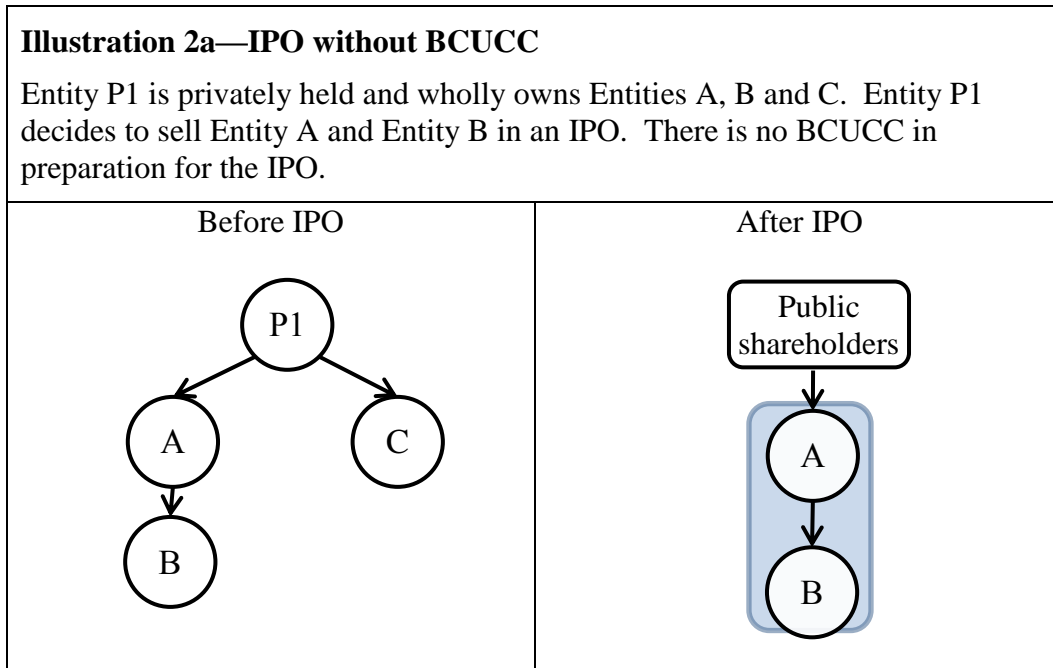 Illustration 2a—IPO without BCUCC
Entity P1 is privately held and wholly owns Entities A, B and C.  Entity P1
decides to sell Entity A and Entity B in an IPO.  There is no BCUCC in
preparation for the IPO.
Before IPO
P1
A
C
B
After IPO
Public
shareholders
A
B